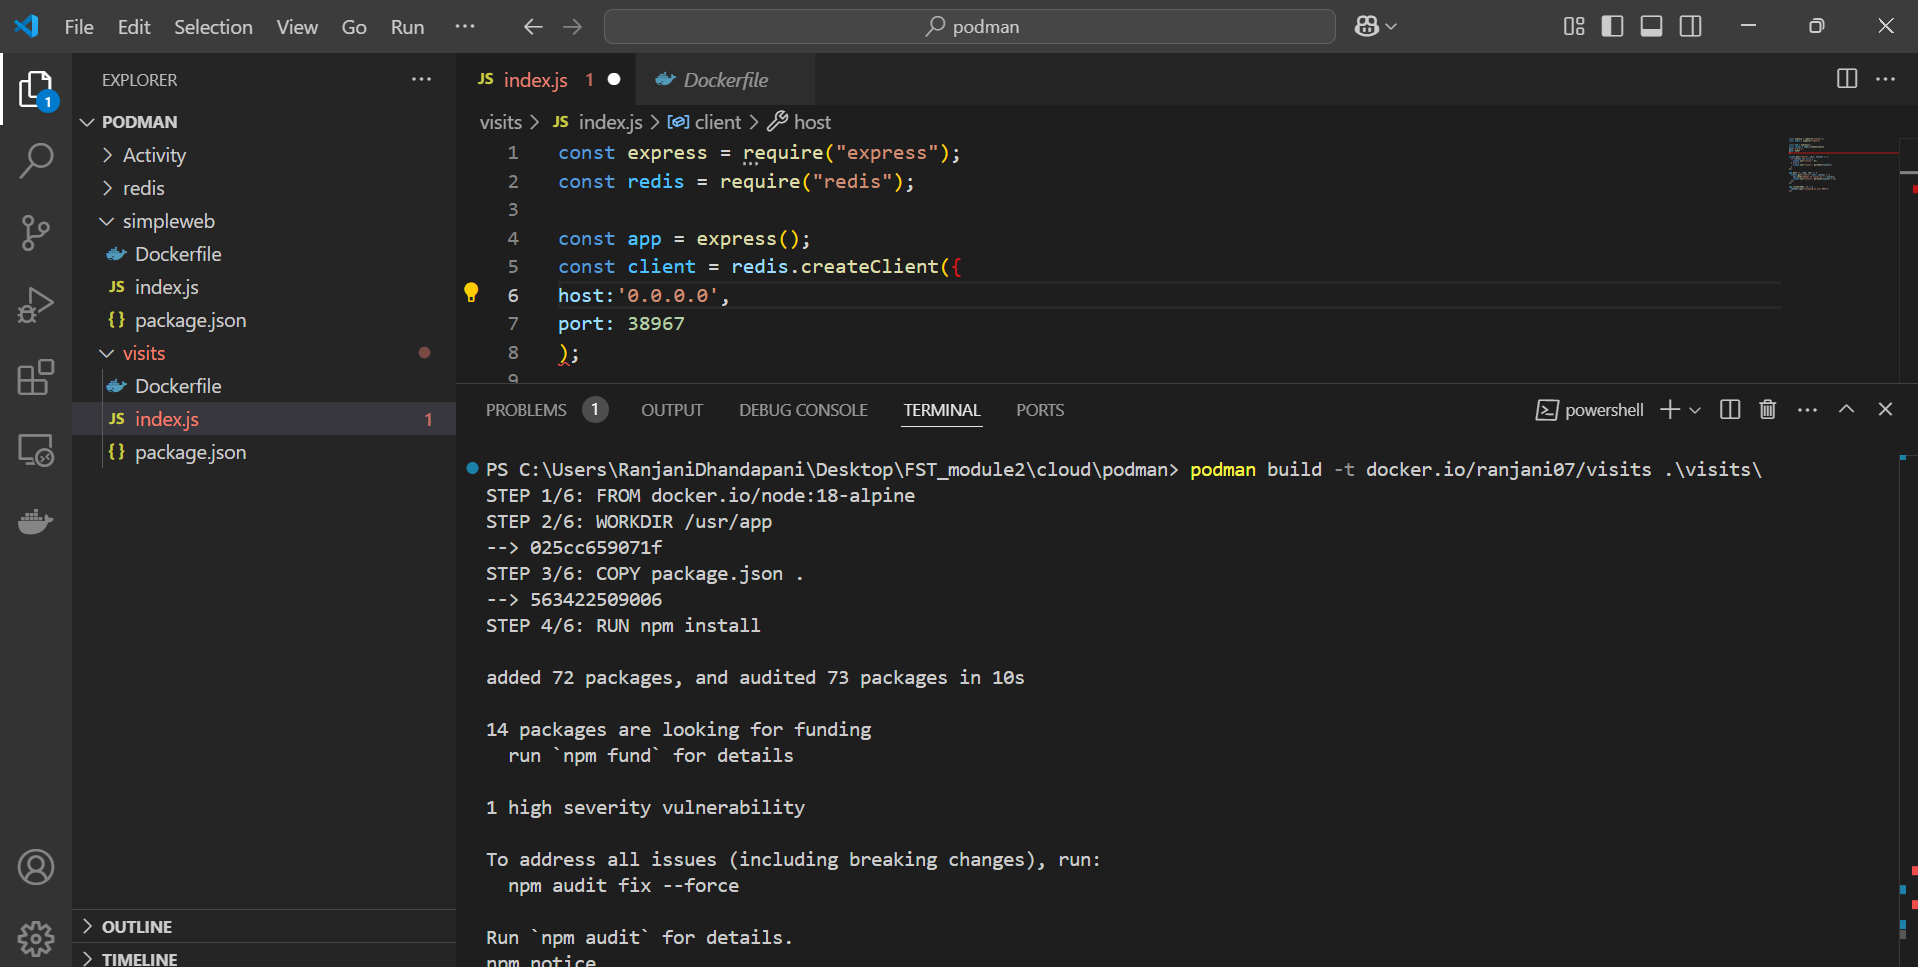 File Edit Selection View Go Run ···
podman
EXPLORER ···
PODMAN
Activity
redis
simpleweb
Dockerfile
JS index.js
{} package.json
visits
Dockerfile
JS index.js 1
{} package.json
OUTLINE
TIMELINE
1
JS index.js 1
Dockerfile
visits > JS index.js > client > host
1 const express = require("express");
2 const redis = require("redis");
3
4 const app = express();
5 const client = redis.createClient({
6 host:'0.0.0.0',
7 port: 38967
8 );
9
PROBLEMS 1 OUTPUT DEBUG CONSOLE TERMINAL PORTS
powershell
PS C:\Users\RanjaniDhandapani\Desktop\FST_module2\cloud\podman> podman build -t docker.io/ranjani07/visits .\visits\
STEP 1/6: FROM docker.io/node:18-alpine
STEP 2/6: WORKDIR /usr/app
--> 025cc659071f
STEP 3/6: COPY package.json .
--> 563422509006
STEP 4/6: RUN npm install
added 72 packages, and audited 73 packages in 10s
14 packages are looking for funding
run `npm fund` for details
1 high severity vulnerability
To address all issues (including breaking changes), run:
npm audit fix --force
Run `npm audit` for details.
npm notice